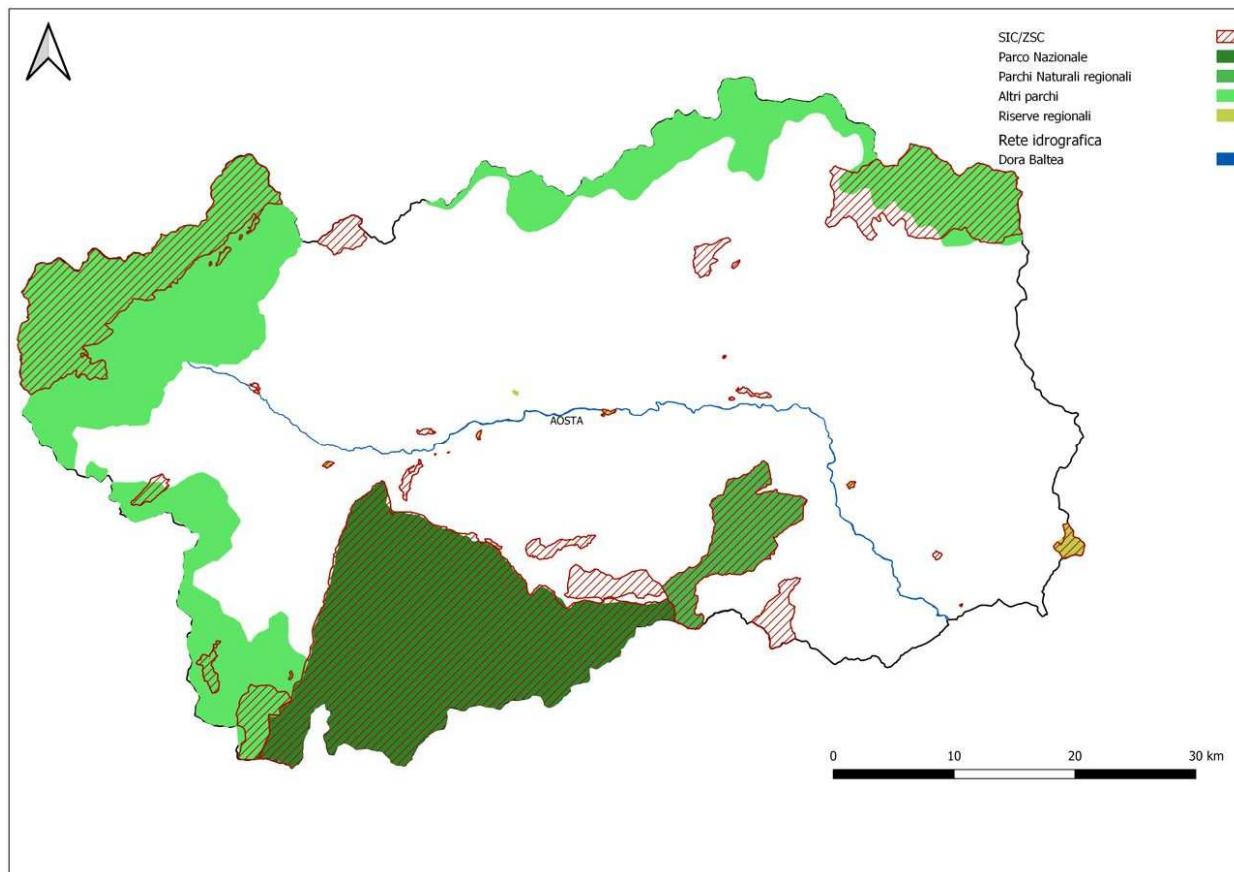 SIC/ZSC
Parco Nazionale
Parchi Naturali regionali
Altri parchi
Riserve regionali
Rete idrografica
Dora Baltea
AOSTA
0 10 20 30 km